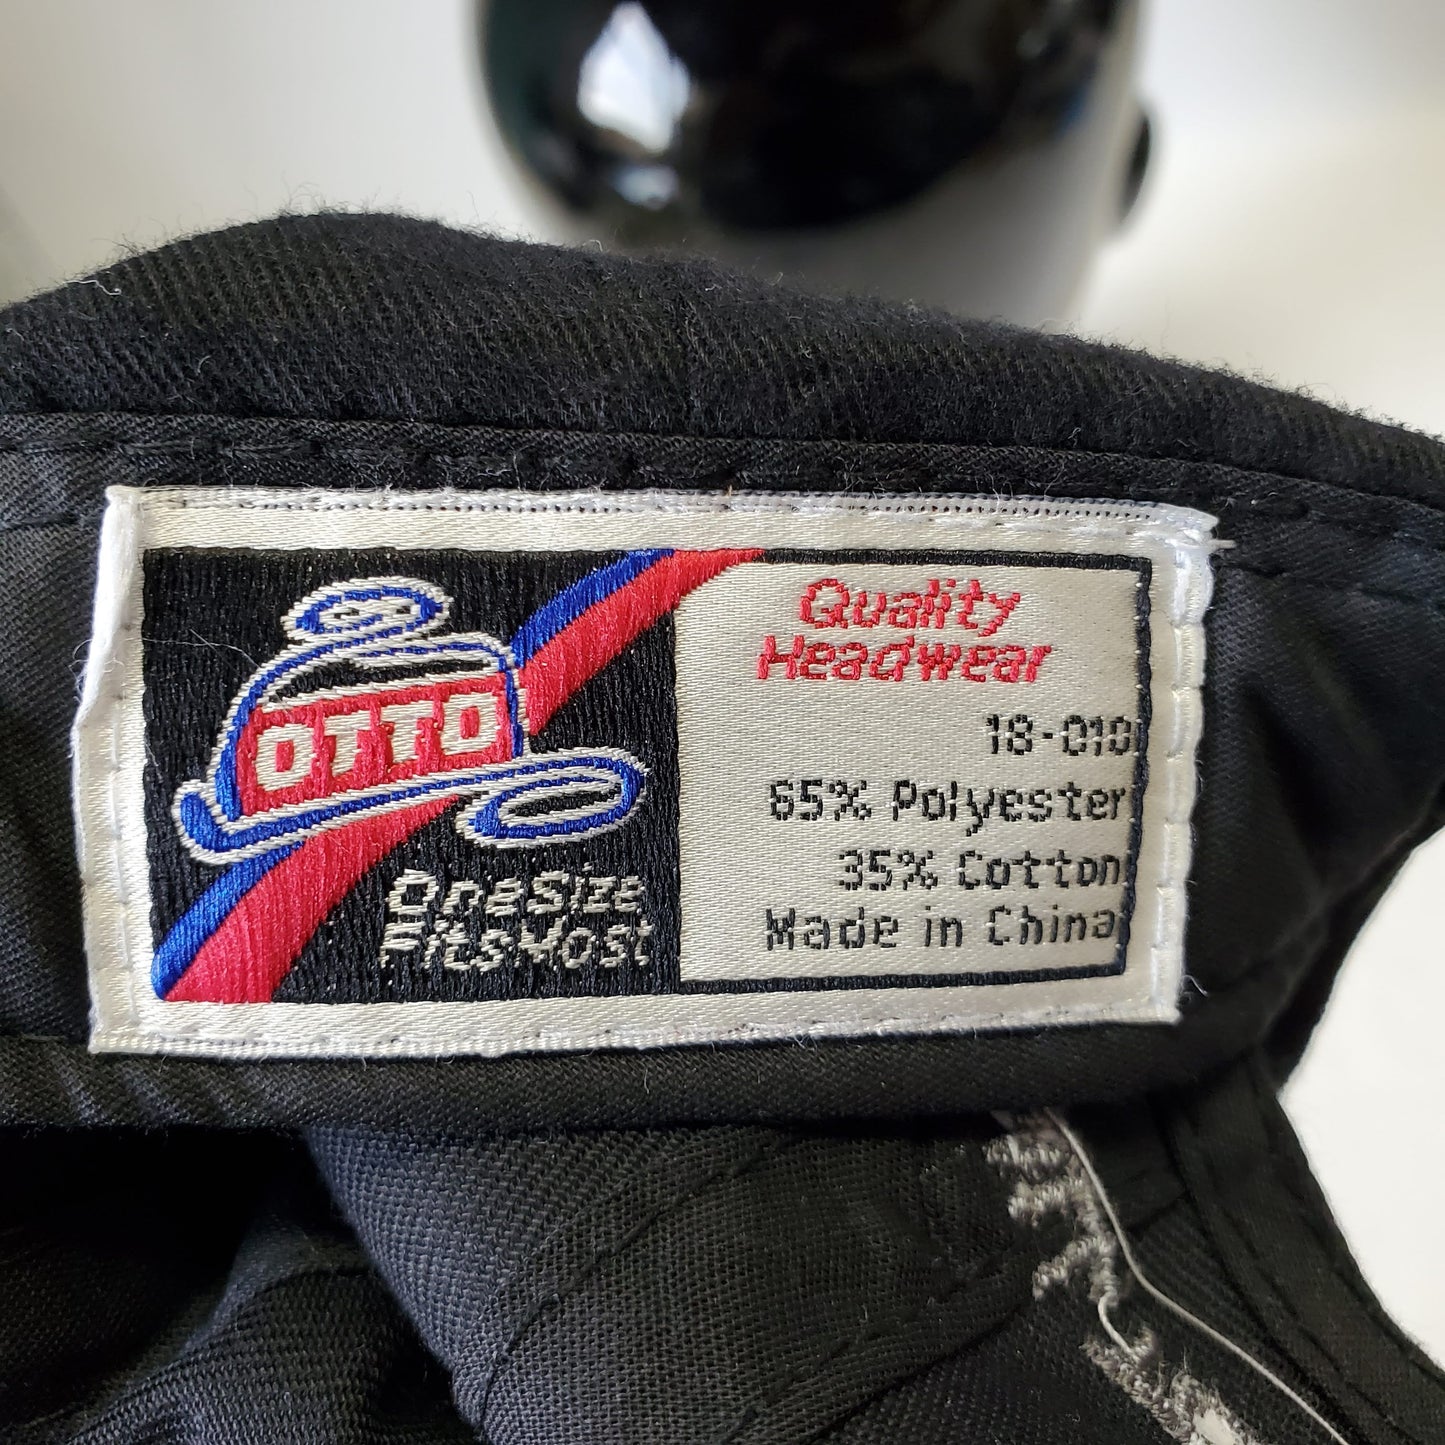 OTTO
OneSize
FitsMost
Quality
Headwear
18-010
65% Polyester
35% Cotton
Made in China